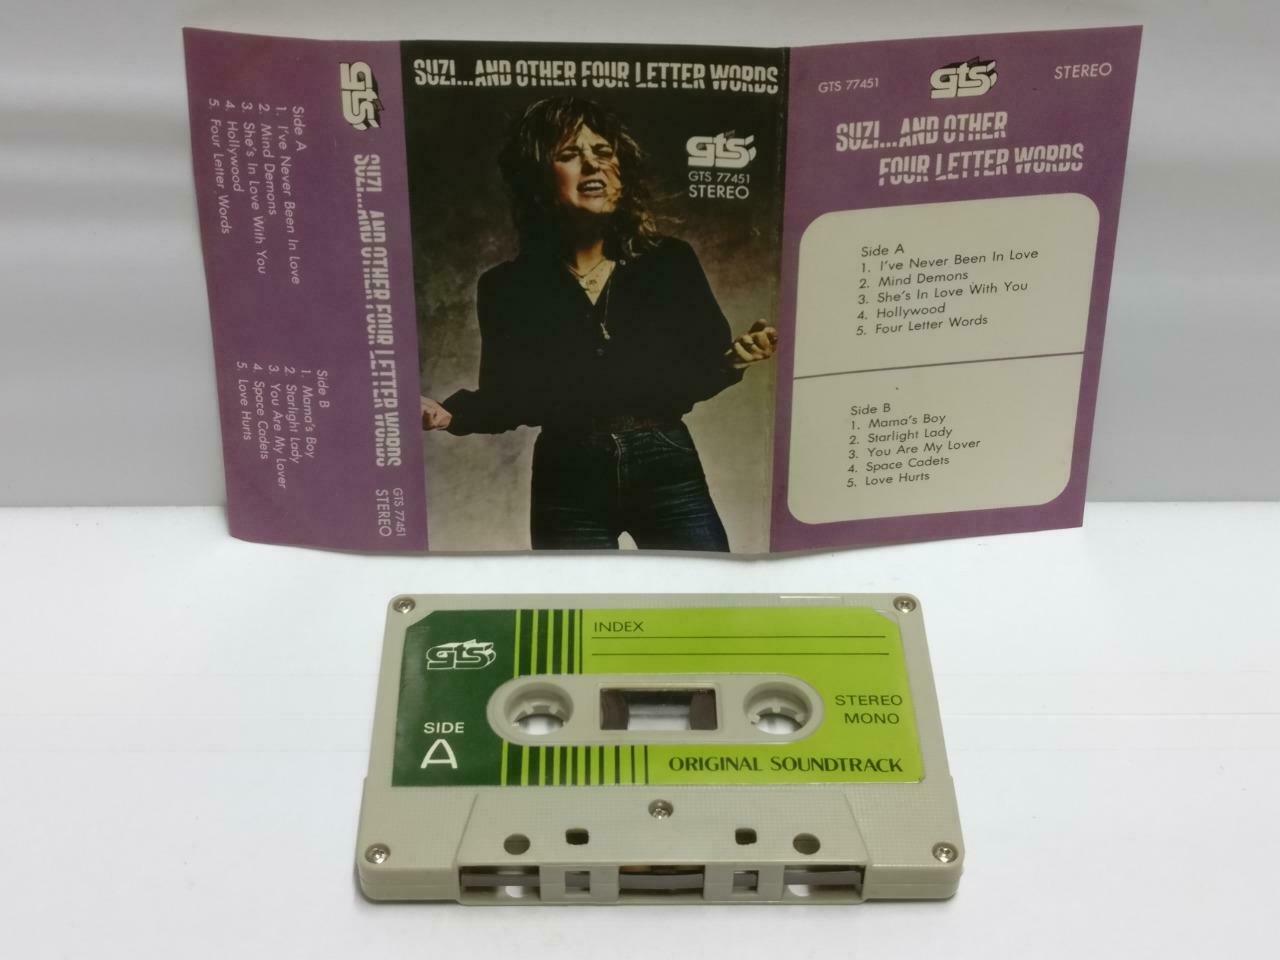 gts
SUZI...AND OTHER FOUR LETTER WORDS
GTS 77451
STEREO
Side A
1. I've Never Been In Love
2. Mind Demons
3. She's In Love With You
4. Hollywood
5. Four Letter Words
Side B
1. Mama's Boy
2. Starlight Lady
3. You Are My Lover
4. Space Cadets
5. Love Hurts
SUZI...AND OTHER FOUR LETTER WORDS
gts
GTS 77451
STEREO
GTS 77451
gts
STEREO
SUZI...AND OTHER
FOUR LETTER WORDS
Side A
1. I've Never Been In Love
2. Mind Demons
3. She's In Love With You
4. Hollywood
5. Four Letter Words
Side B
1. Mama's Boy
2. Starlight Lady
3. You Are My Lover
4. Space Cadets
5. Love Hurts
gts
INDEX
SIDE
A
STEREO
MONO
ORIGINAL SOUNDTRACK